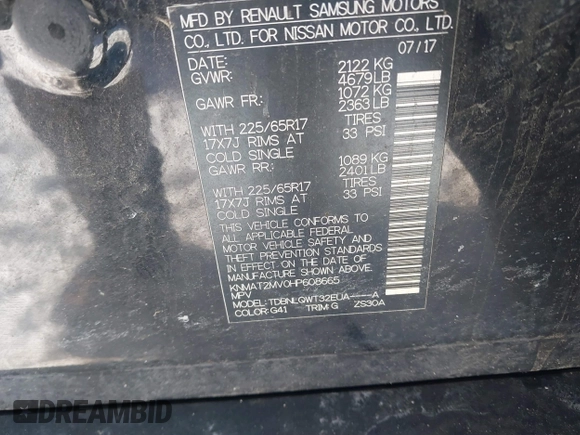 MFD BY RENAULT SAMSUNG MOTORS
CO., LTD. FOR NISSAN MOTOR CO., LTD.
07/17
DATE: 2122 KG
GVWR: 4679LB
1072 KG
GAWR FR.: 2363 LB
WITH 225/65R17 TIRES
17X7J RIMS AT 33 PSI
COLD SINGLE
GAWR RR: 1089 KG
2401LB
WITH 225/65R17 TIRES
17X7J RIMS AT 33 PSI
COLD SINGLE
THIS VEHICLE CONFORMS TO
ALL APPLICABLE FEDERAL
MOTOR VEHICLE SAFETY AND
THEFT PREVENTION STANDARDS
IN EFFECT ON THE DATE OF
MANUFACTURE SHOWN ABOVE.
KNMAT2MV0HP608665
MPV
MODEL: TDBNLGWT32EUA----A
COLOR:G41 TRIM:G ZS30A
DREAMBID